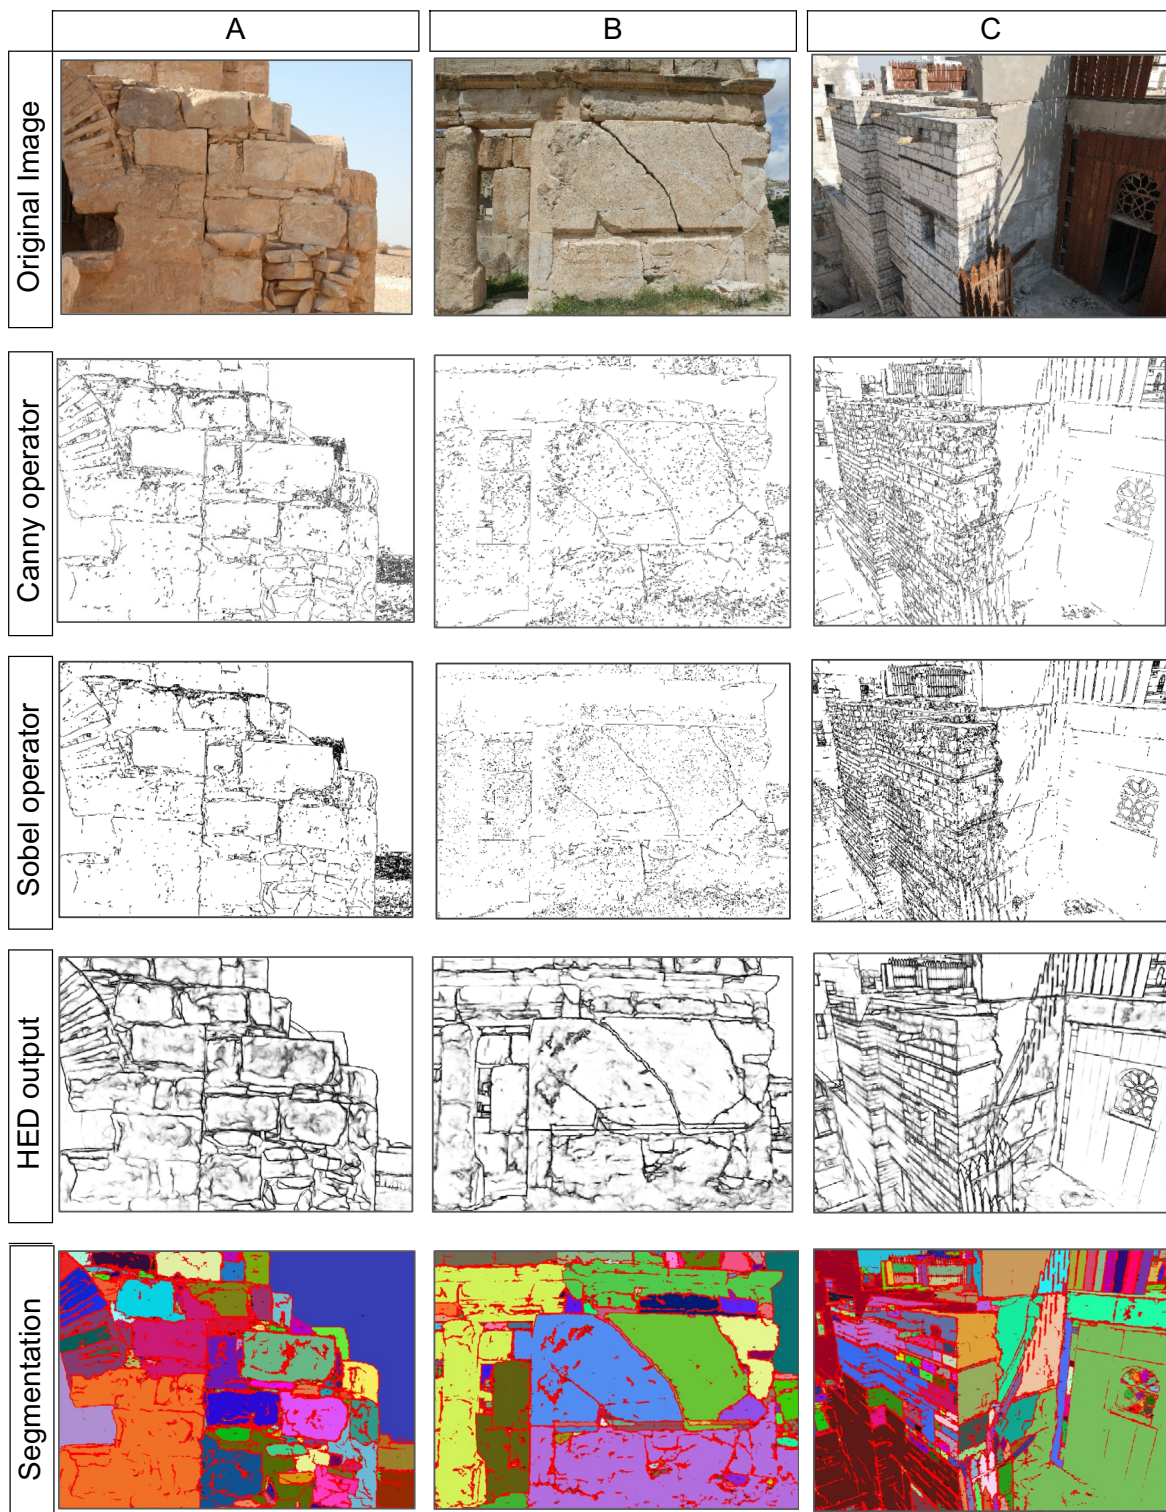 A
B
C
Original Image
Canny operator
Sobel operator
HED output
Segmentation